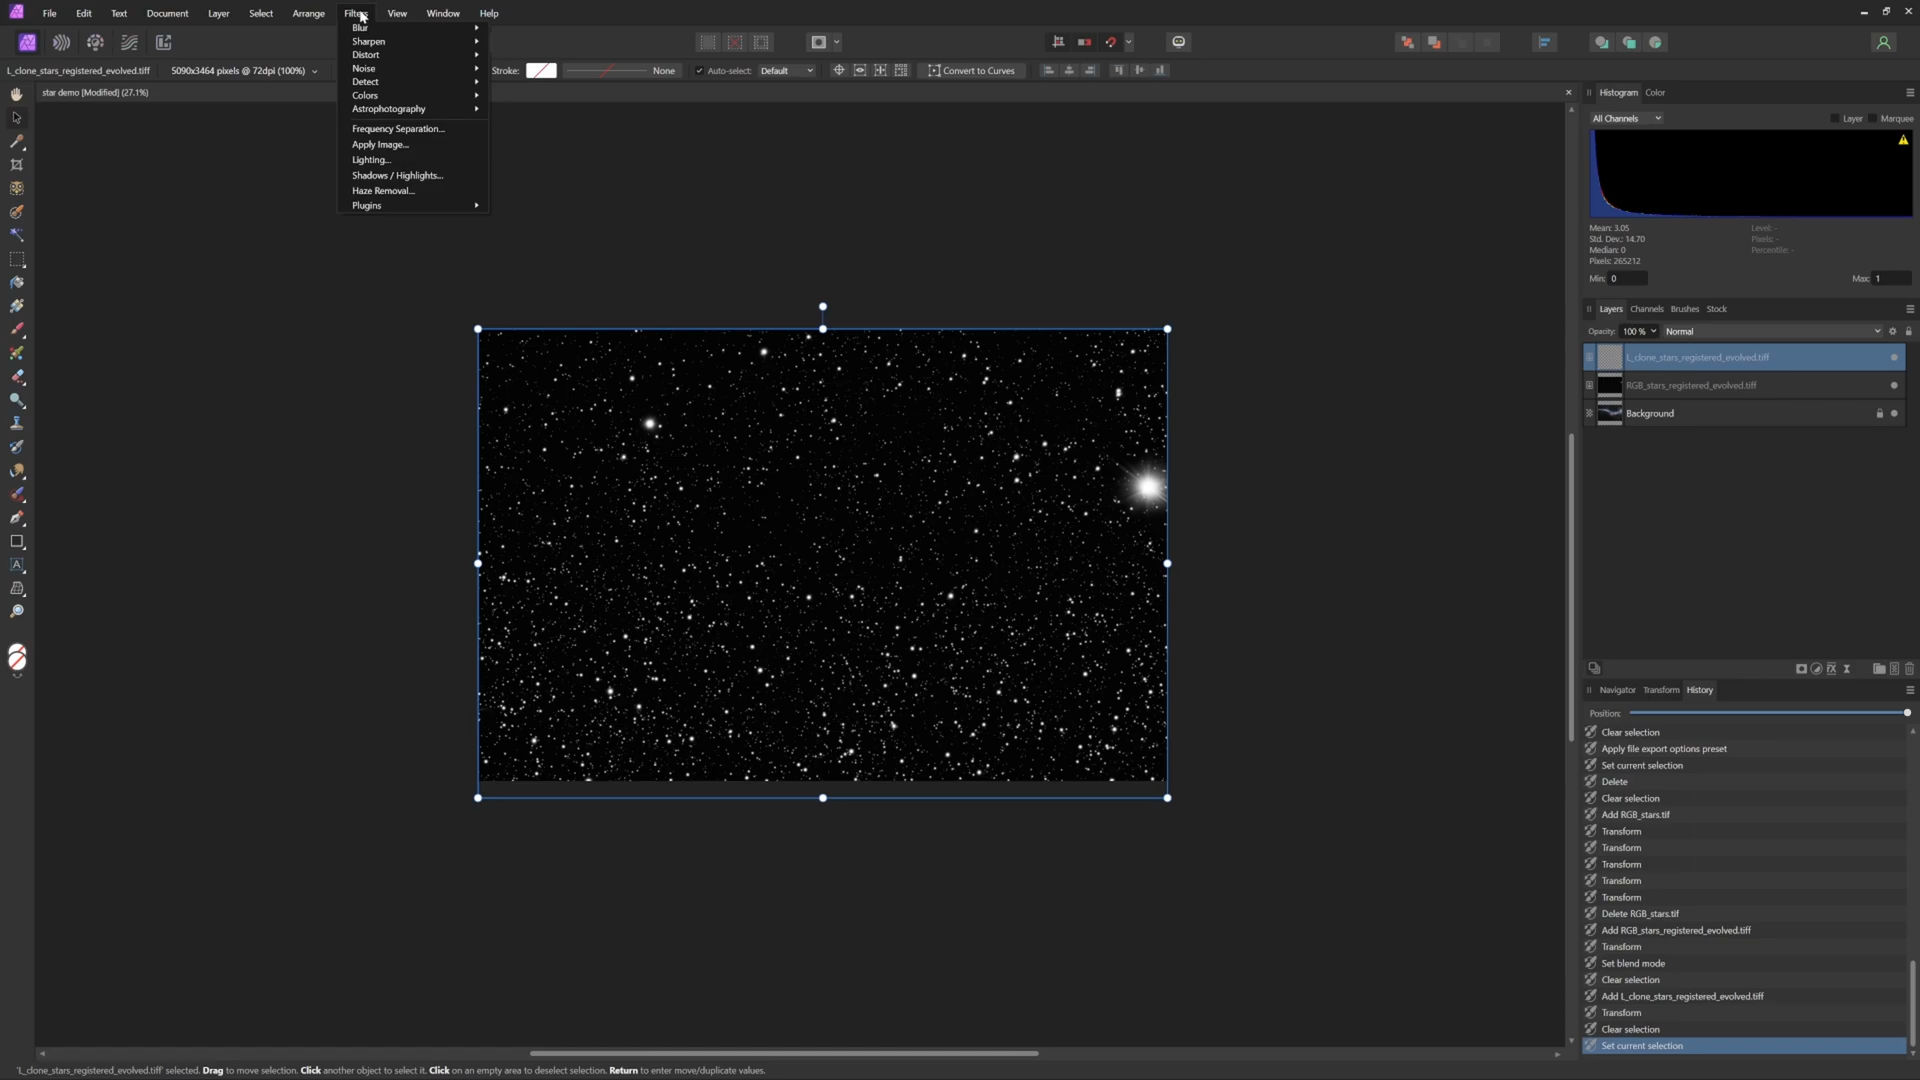 File Edit Text Document Layer Select Arrange Filters View Window Help
L_clone_stars_registered_evolved.tiff 5090x3464 pixels @ 72dpi (100%) Stroke: None Auto-select: Default Convert to Curves
star demo [Modified] (27.1%)
Blur
Sharpen
Distort
Noise
Detect
Colors
Astrophotography
Frequency Separation...
Apply Image...
Lighting...
Shadows / Highlights...
Haze Removal...
Plugins
Histogram Color
All Channels Layer Marquee
Mean: 3.05 Level: -
Std. Dev.: 14.70 Pixels: -
Median: 0 Percentile: -
Pixels: 265212
Min: 0 Max: 1
Layers Channels Brushes Stock
Opacity: 100 % Normal
L_clone_stars_registered_evolved.tiff
RGB_stars_registered_evolved.tiff
Background
Navigator Transform History
Position:
Clear selection
Apply file export options preset
Set current selection
Delete
Clear selection
Add RGB_stars.tif
Transform
Transform
Transform
Transform
Transform
Delete RGB_stars.tif
Add RGB_stars_registered_evolved.tiff
Transform
Set blend mode
Clear selection
Add L_clone_stars_registered_evolved.tiff
Transform
Clear selection
Set current selection
'L_clone_stars_registered_evolved.tiff' selected. Drag to move selection. Click another object to select it. Click on an empty area to deselect selection. Return to enter move/duplicate values.